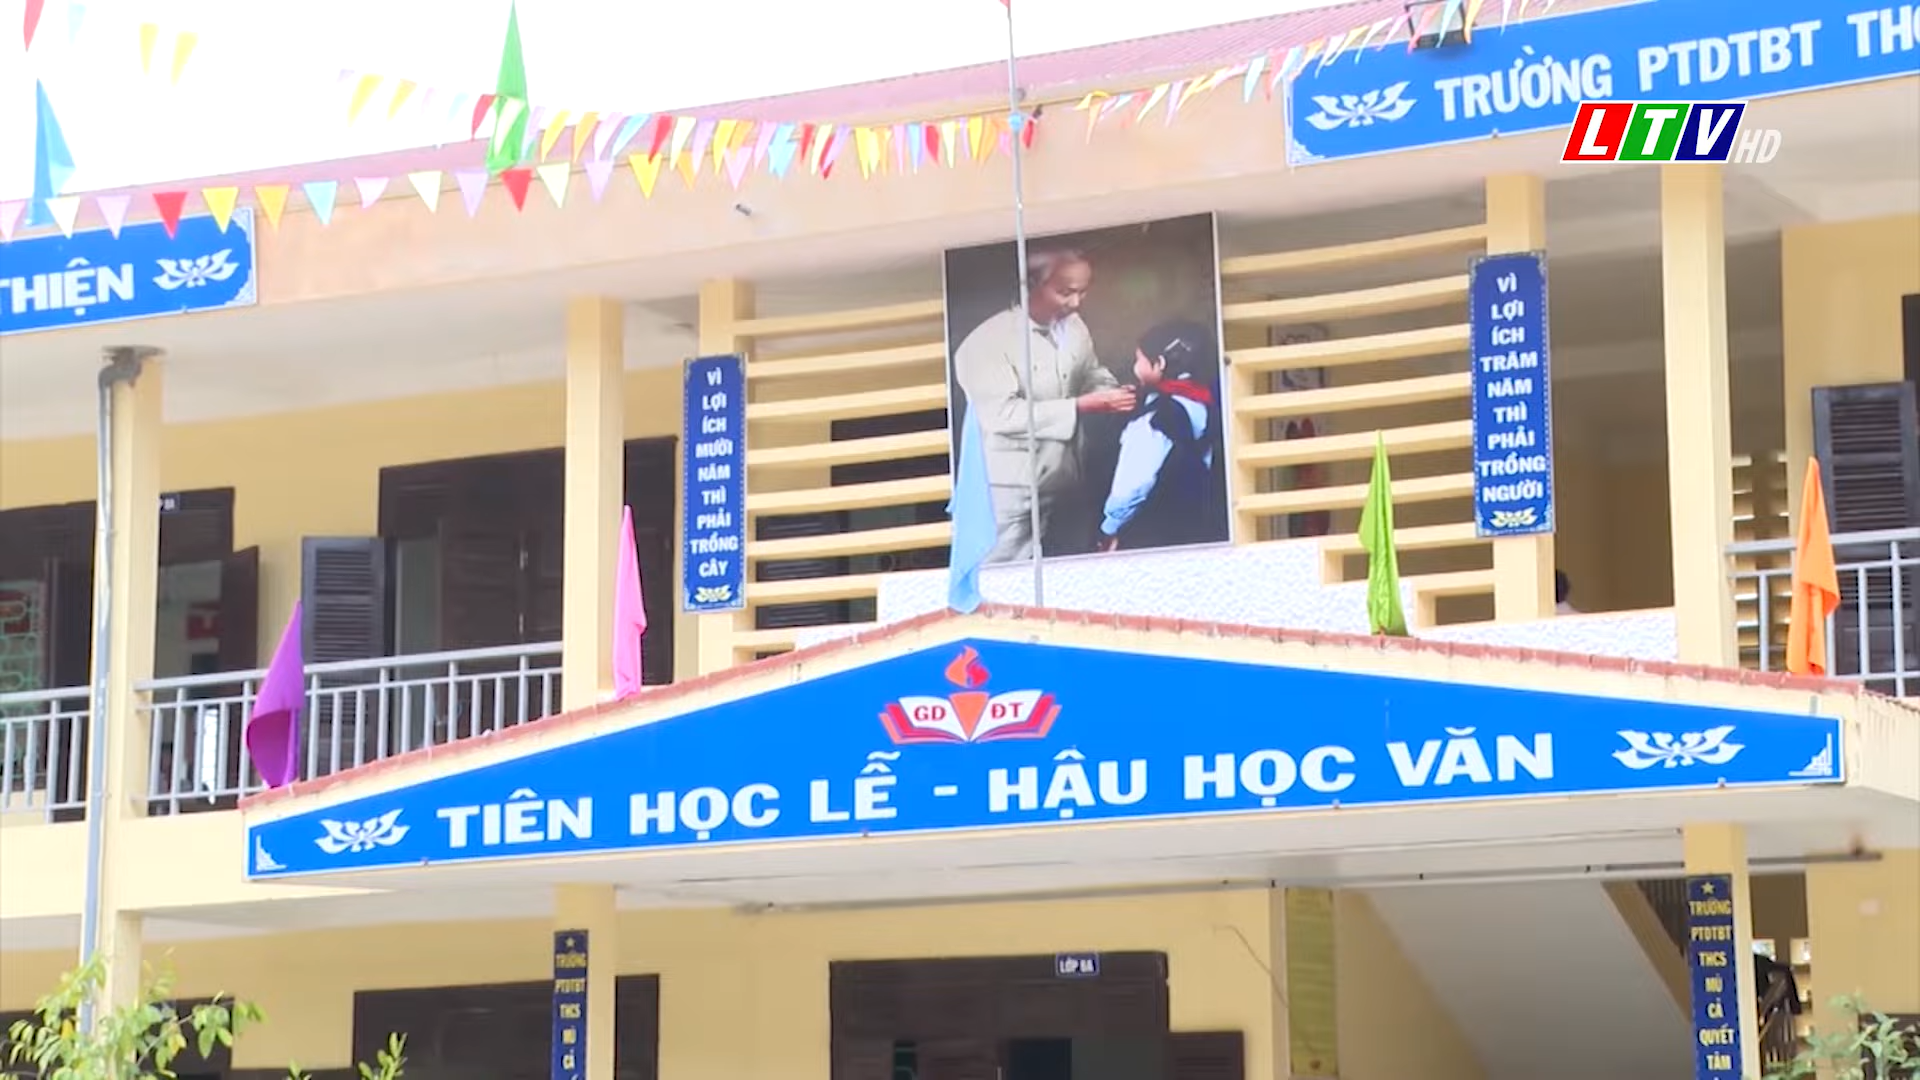 TRƯỜNG PTDTBT
LTV HD
THIỆN
VÌ
LỢI
ÍCH
MƯỜI
NĂM
THÌ
PHẢI
TRỒNG
CÂY
VÌ
LỢI
ÍCH
TRĂM
NĂM
THÌ
PHẢI
TRỒNG
NGƯỜI
GD ĐT
TIÊN HỌC LỄ - HẬU HỌC VĂN
LỚP 8A
TRƯỜNG
PTDTBT
THCS
MÙ
CẢ
TRƯỜNG
PTDTBT
THCS
MÙ
CẢ
QUYẾT
TÂM